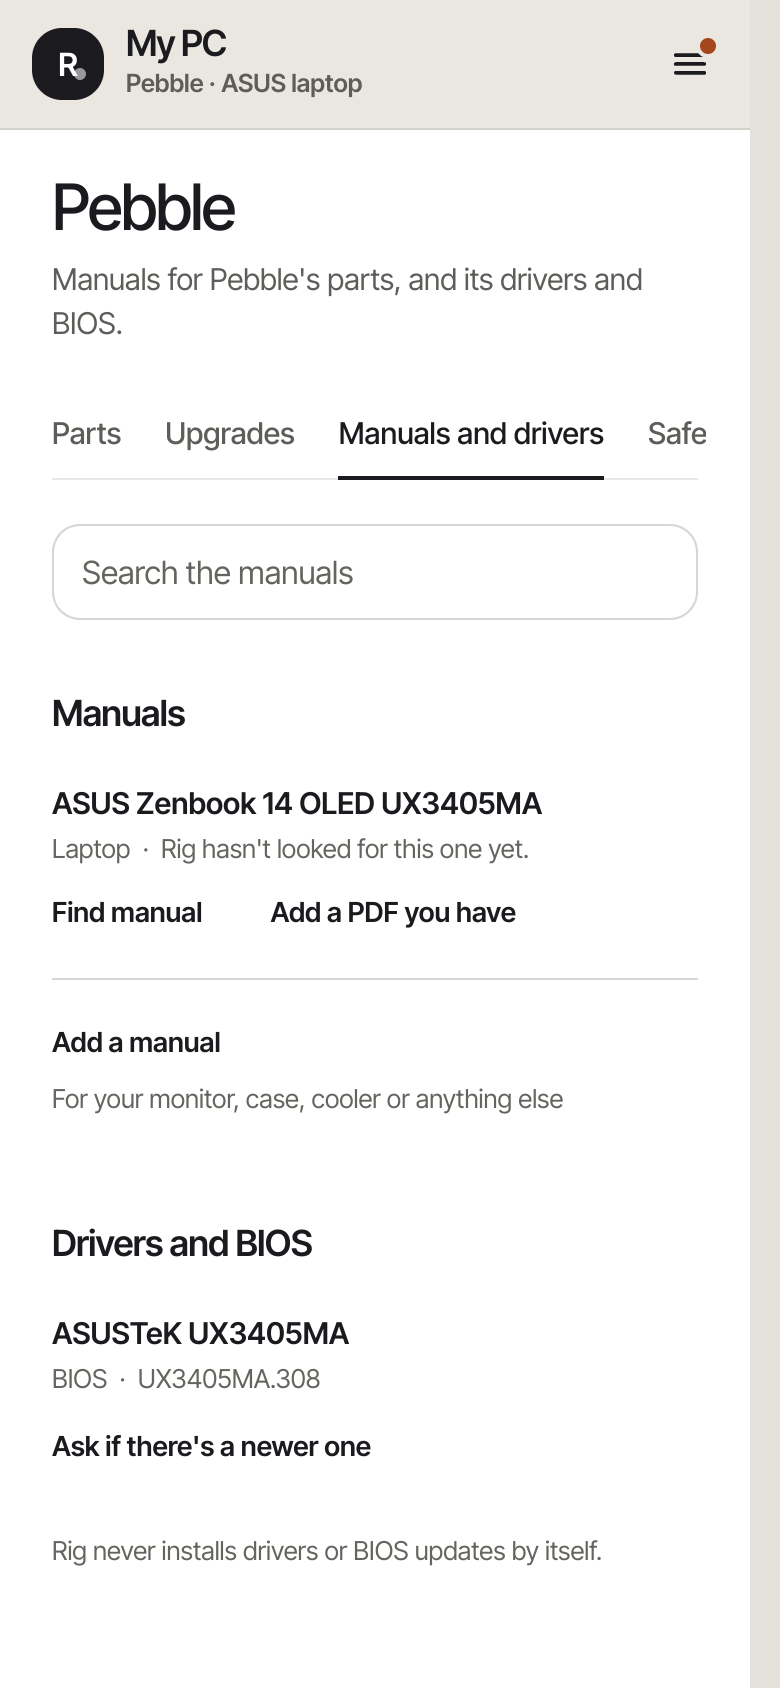 R
My PC
Pebble · ASUS laptop
Pebble
Manuals for Pebble's parts, and its drivers and
BIOS.
Parts Upgrades Manuals and drivers Safe
Search the manuals
Manuals
ASUS Zenbook 14 OLED UX3405MA
Laptop · Rig hasn't looked for this one yet.
Find manual Add a PDF you have
Add a manual
For your monitor, case, cooler or anything else
Drivers and BIOS
ASUSTeK UX3405MA
BIOS · UX3405MA.308
Ask if there's a newer one
Rig never installs drivers or BIOS updates by itself.